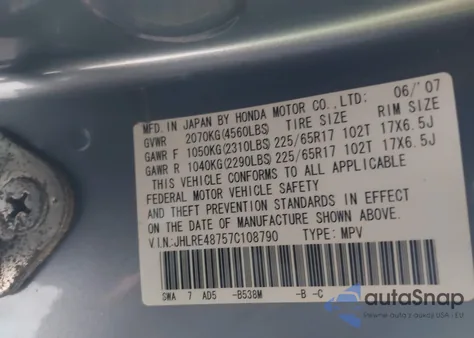 MFD. IN JAPAN BY HONDA MOTOR CO., LTD: 06/'07
GVWR 2070KG(4560LBS) TIRE SIZE RIM SIZE
GAWR F 1050KG(2310LBS) 225/65R17 102T 17X6.5J
GAWR R 1040KG(2290LBS) 225/65R17 102T 17X6.5J
THIS VEHICLE CONFORMS TO ALL APPLICABLE
FEDERAL MOTOR VEHICLE SAFETY
AND THEFT PREVENTION STANDARDS IN EFFECT
ON THE DATE OF MANUFACTURE SHOWN ABOVE.
V.I.N:JHLRE48757C108790 TYPE: MPV
SWA 7 AD5 -B538M -B -C
autoSnap